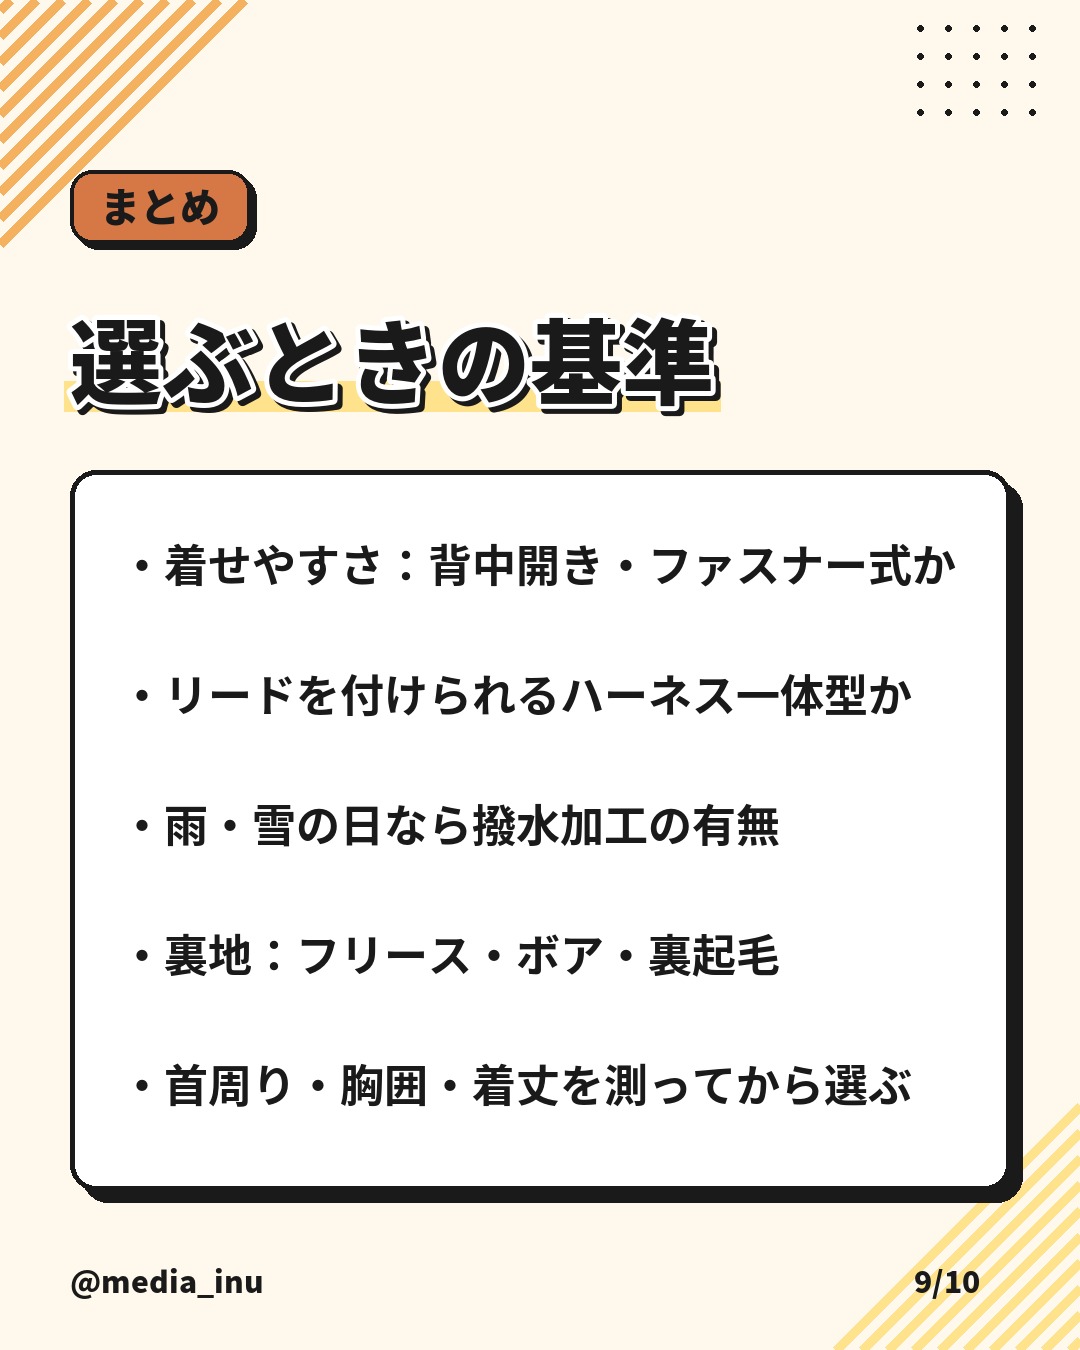 まとめ
選ぶときの基準
・着せやすさ：背中開き・ファスナー式か
・リードを付けられるハーネス一体型か
・雨・雪の日なら撥水加工の有無
・裏地：フリース・ボア・裏起毛
・首周り・胸囲・着丈を測ってから選ぶ
@media_inu
9/10